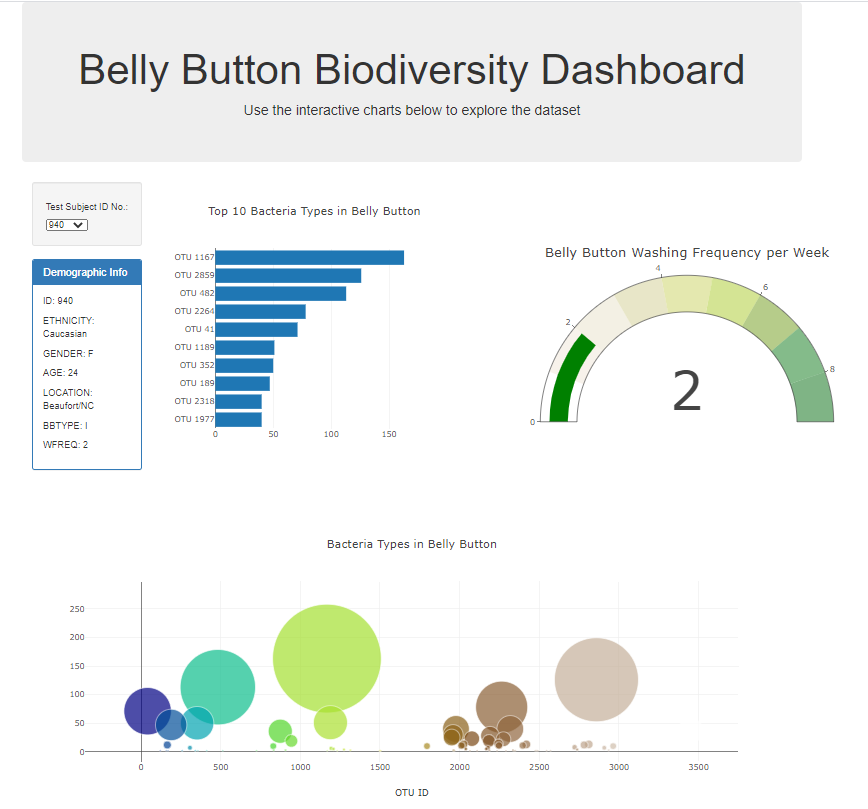 Belly Button Biodiversity Dashboard
Use the interactive charts below to explore the dataset
Test Subject ID No.:
940
Demographic Info
ID: 940
ETHNICITY:
Caucasian
GENDER: F
AGE: 24
LOCATION:
Beaufort/NC
BBTYPE: I
WFREQ: 2
Top 10 Bacteria Types in Belly Button
OTU 1167
OTU 2859
OTU 482
OTU 2264
OTU 41
OTU 1189
OTU 352
OTU 189
OTU 2318
OTU 1977
0 50 100 150
Belly Button Washing Frequency per Week
0
2
4
6
8
2
Bacteria Types in Belly Button
250
200
150
100
50
0
0 500 1000 1500 2000 2500 3000 3500
OTU ID